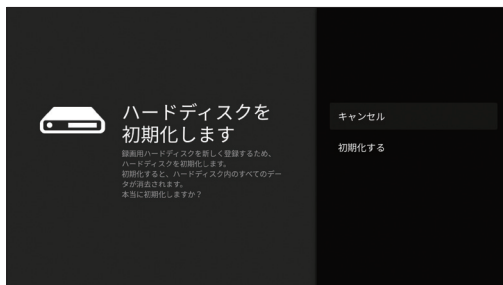 ハードディスクを
初期化します
録画用ハードディスクを新しく登録するため、
ハードディスクを初期化します。
初期化すると、ハードディスク内のすべてのデー
タが消去されます。
本当に初期化しますか？
キャンセル
初期化する